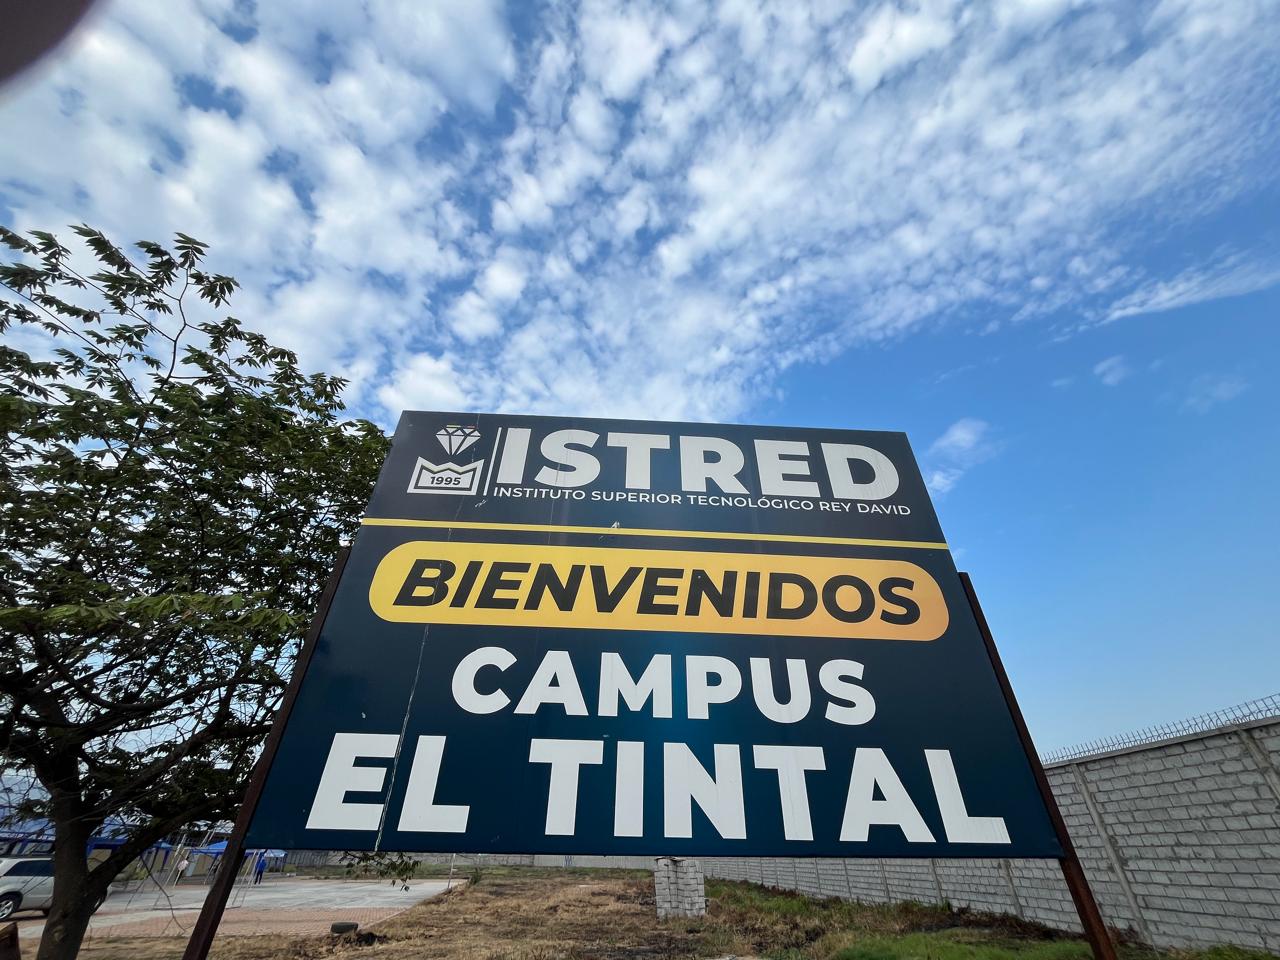 1995
ISTRED
INSTITUTO SUPERIOR TECNOLÓGICO REY DAVID
BIENVENIDOS
CAMPUS
EL TINTAL